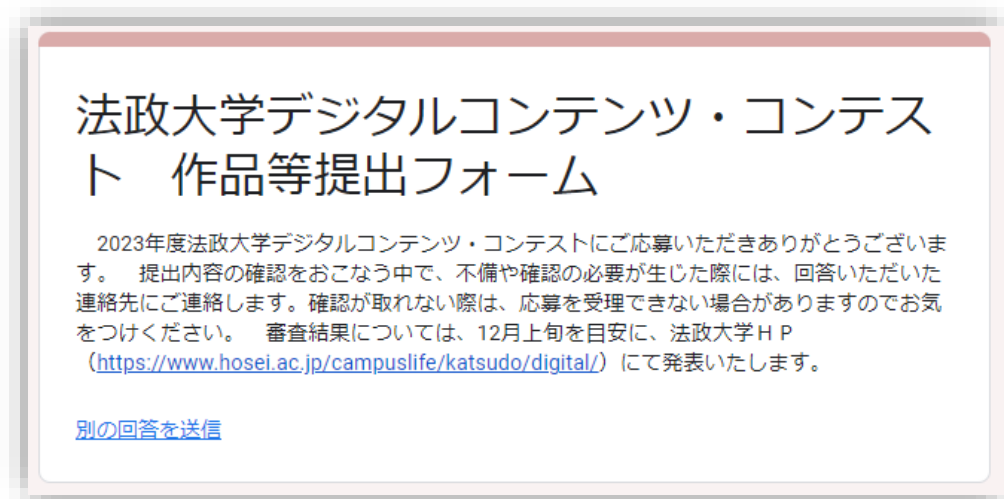 法政大学デジタルコンテンツ・コンテス
ト　作品等提出フォーム
　2023年度法政大学デジタルコンテンツ・コンテストにご応募いただきありがとうございま
す。　提出内容の確認をおこなう中で、不備や確認の必要が生じた際には、回答いただいた
連絡先にご連絡します。確認が取れない際は、応募を受理できない場合がありますのでお気
をつけください。　審査結果については、12月上旬を目安に、法政大学ＨＰ
（https://www.hosei.ac.jp/campuslife/katsudo/digital/）にて発表いたします。
別の回答を送信